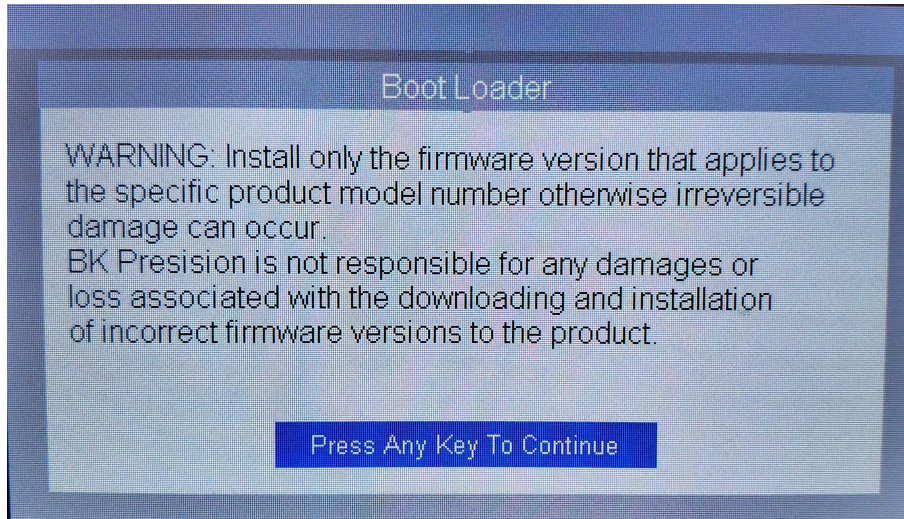 Boot Loader
WARNING: Install only the firmware version that applies to
the specific product model number otherwise irreversible
damage can occur.
BK Presision is not responsible for any damages or
loss associated with the downloading and installation
of incorrect firmware versions to the product.
Press Any Key To Continue